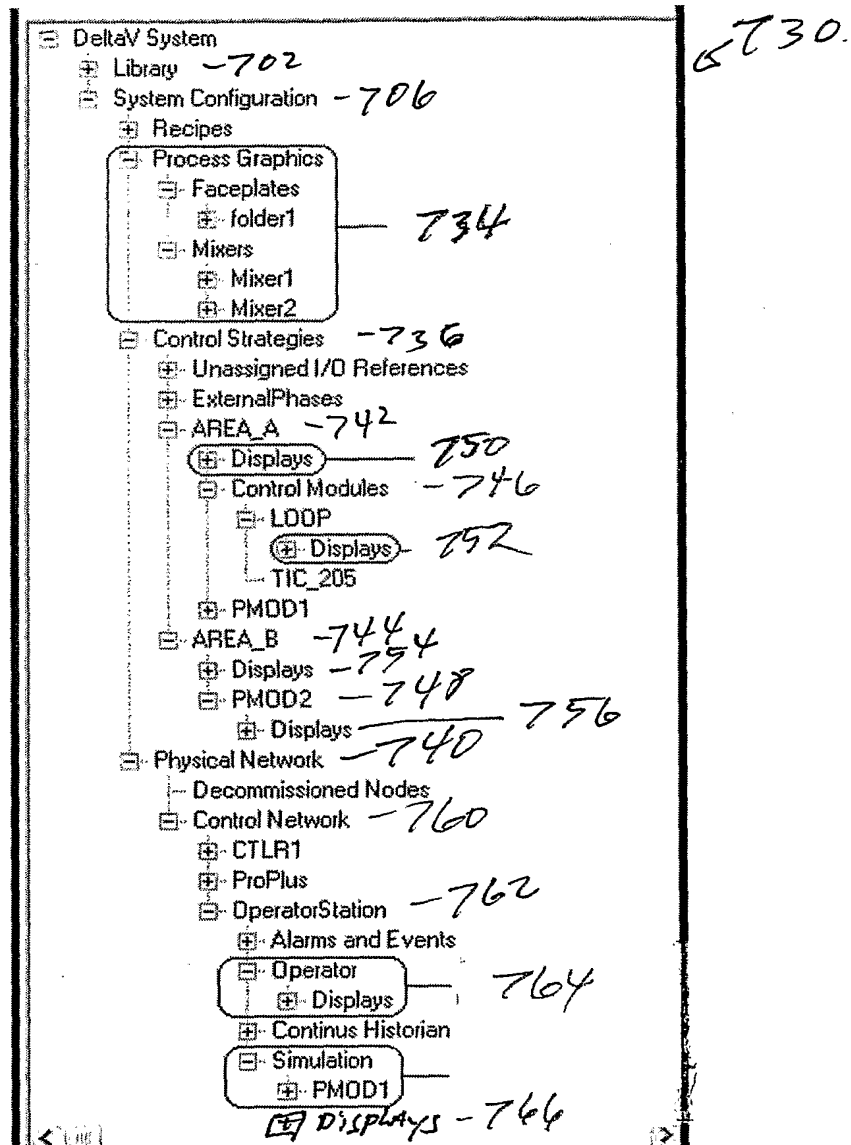 DeltaV System
730.
Library - 702
System Configuration - 706
Recipes
Process Graphics
Faceplates
folder1
734
Mixers
Mixer1
Mixer2
Control Strategies - 736
Unassigned I/O References
ExternalPhases
AREA_A - 742
Displays 750
Control Modules - 746
LOOP
Displays - 752
TIC_205
PMOD1
AREA_B - 744
Displays - 754
PMOD2 - 748
Displays 756
Physical Network - 740
Decommissioned Nodes
Control Network - 760
CTLR1
ProPlus
OperatorStation - 762
Alarms and Events
Operator
764
Displays
Continus Historian
Simulation
PMOD1
DISPLAYS - 766